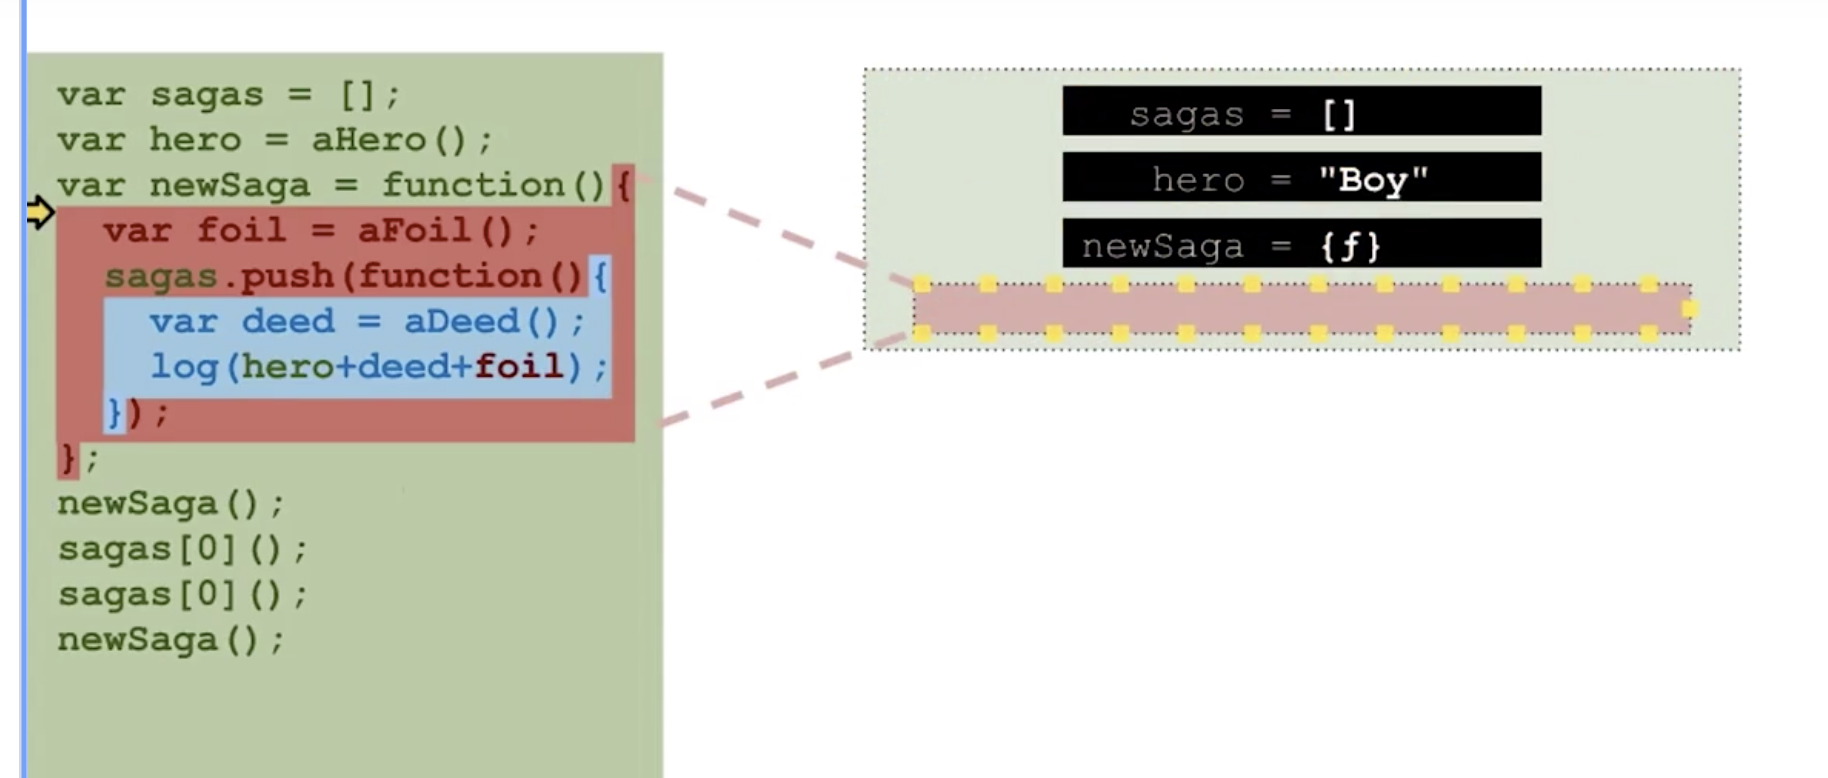 var sagas = [];
var hero = aHero();
var newSaga = function(){
var foil = aFoil();
sagas.push(function(){
var deed = aDeed();
log(hero+deed+foil);
});
};
newSaga();
sagas[0]();
sagas[0]();
newSaga();
sagas = []
hero = "Boy"
newSaga = {ƒ}